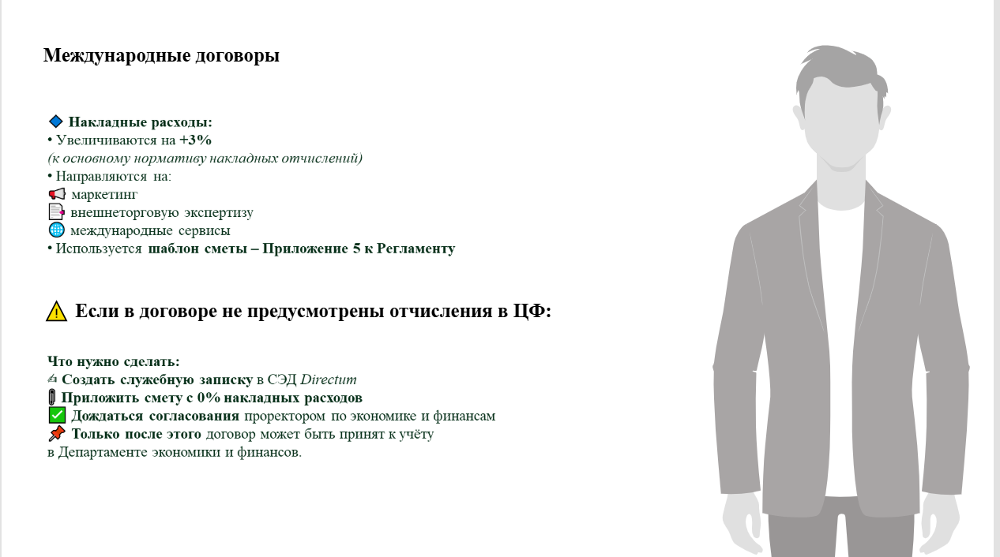 Международные договоры
🔷 Накладные расходы:
• Увеличиваются на +3%
(к основному нормативу накладных отчислений)
• Направляются на:
📢 маркетинг
📑 внешнеторговую экспертизу
🌐 международные сервисы
• Используется шаблон сметы – Приложение 5 к Регламенту
⚠️ Если в договоре не предусмотрены отчисления в ЦФ:
Что нужно сделать:
✍ Создать служебную записку в СЭД Directum
📎 Приложить смету с 0% накладных расходов
✅ Дождаться согласования проректором по экономике и финансам
📌 Только после этого договор может быть принят к учёту
в Департаменте экономики и финансов.